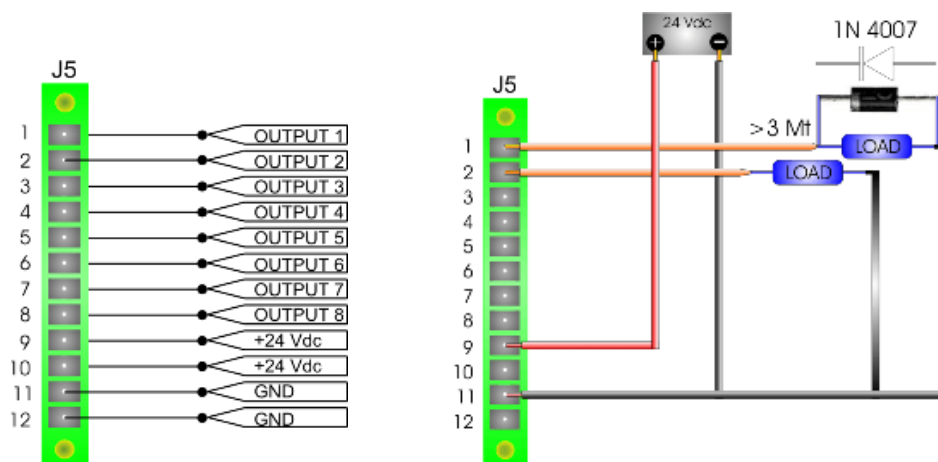 J5
1 OUTPUT 1
2 OUTPUT 2
3 OUTPUT 3
4 OUTPUT 4
5 OUTPUT 5
6 OUTPUT 6
7 OUTPUT 7
8 OUTPUT 8
9 +24 Vdc
10 +24 Vdc
11 GND
12 GND
24 Vdc
+ −
1N 4007
J5
>3 Mt
1 LOAD
2 LOAD
3
4
5
6
7
8
9
10
11
12